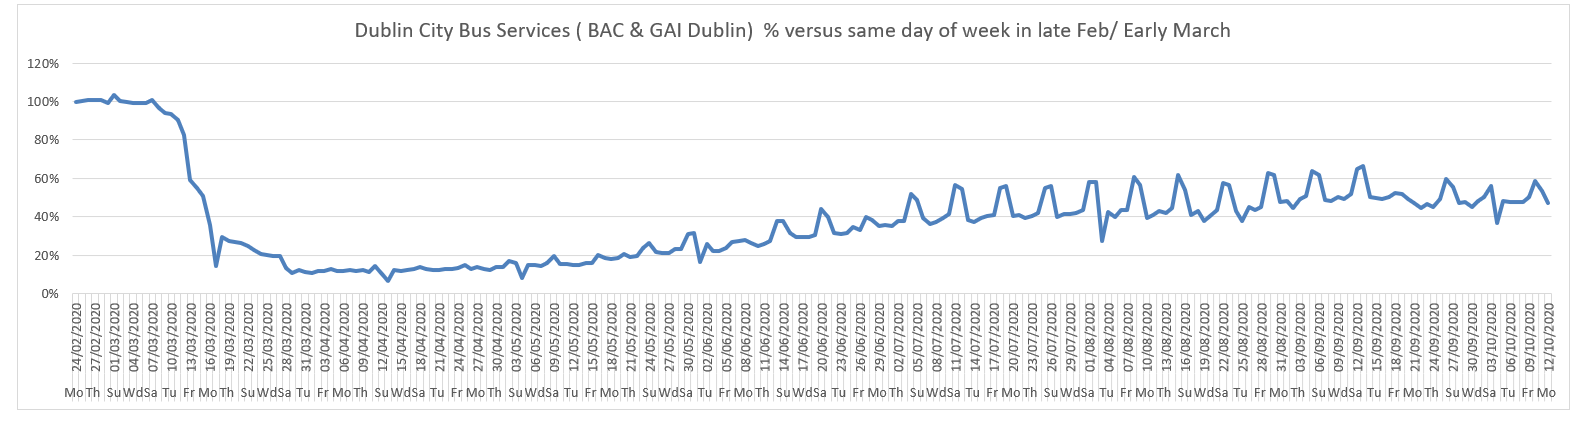 Dublin City Bus Services ( BAC & GAI Dublin) % versus same day of week in late Feb/ Early March
120%
100%
80%
60%
40%
20%
0%
24/02/2020 27/02/2020 01/03/2020 04/03/2020 07/03/2020 10/03/2020 13/03/2020 16/03/2020 19/03/2020 22/03/2020 25/03/2020 28/03/2020 31/03/2020 03/04/2020 06/04/2020 09/04/2020 12/04/2020 15/04/2020 18/04/2020 21/04/2020 24/04/2020 27/04/2020 30/04/2020 03/05/2020 06/05/2020 09/05/2020 12/05/2020 15/05/2020 18/05/2020 21/05/2020 24/05/2020 27/05/2020 30/05/2020 02/06/2020 05/06/2020 08/06/2020 11/06/2020 14/06/2020 17/06/2020 20/06/2020 23/06/2020 26/06/2020 29/06/2020 02/07/2020 05/07/2020 08/07/2020 11/07/2020 14/07/2020 17/07/2020 20/07/2020 23/07/2020 26/07/2020 29/07/2020 01/08/2020 04/08/2020 07/08/2020 10/08/2020 13/08/2020 16/08/2020 19/08/2020 22/08/2020 25/08/2020 28/08/2020 31/08/2020 03/09/2020 06/09/2020 09/09/2020 12/09/2020 15/09/2020 18/09/2020 21/09/2020 24/09/2020 27/09/2020 30/09/2020 03/10/2020 06/10/2020 09/10/2020 12/10/2020
Mo Th Su Wd Sa Tu Fr Mo Th Su Wd Sa Tu Fr Mo Th Su Wd Sa Tu Fr Mo Th Su Wd Sa Tu Fr Mo Th Su Wd Sa Tu Fr Mo Th Su Wd Sa Tu Fr Mo Th Su Wd Sa Tu Fr Mo Th Su Wd Sa Tu Fr Mo Th Su Wd Sa Tu Fr Mo Th Su Wd Sa Tu Fr Mo Th Su Wd Sa Tu Fr Mo